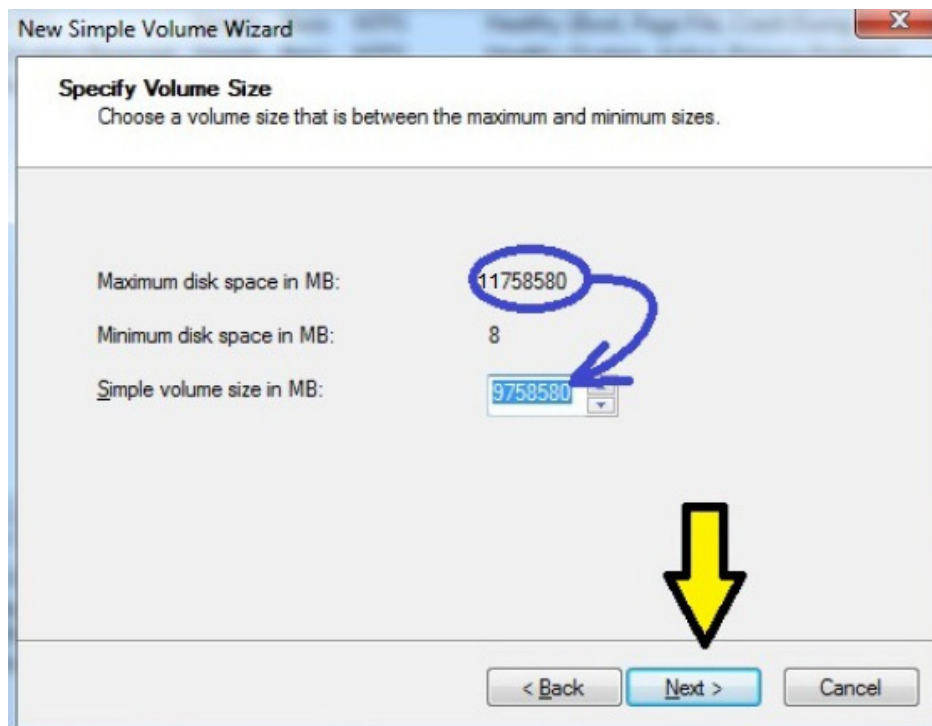 New Simple Volume Wizard
Specify Volume Size
Choose a volume size that is between the maximum and minimum sizes.
Maximum disk space in MB: 11758580
Minimum disk space in MB: 8
Simple volume size in MB: 9758580
< Back Next > Cancel